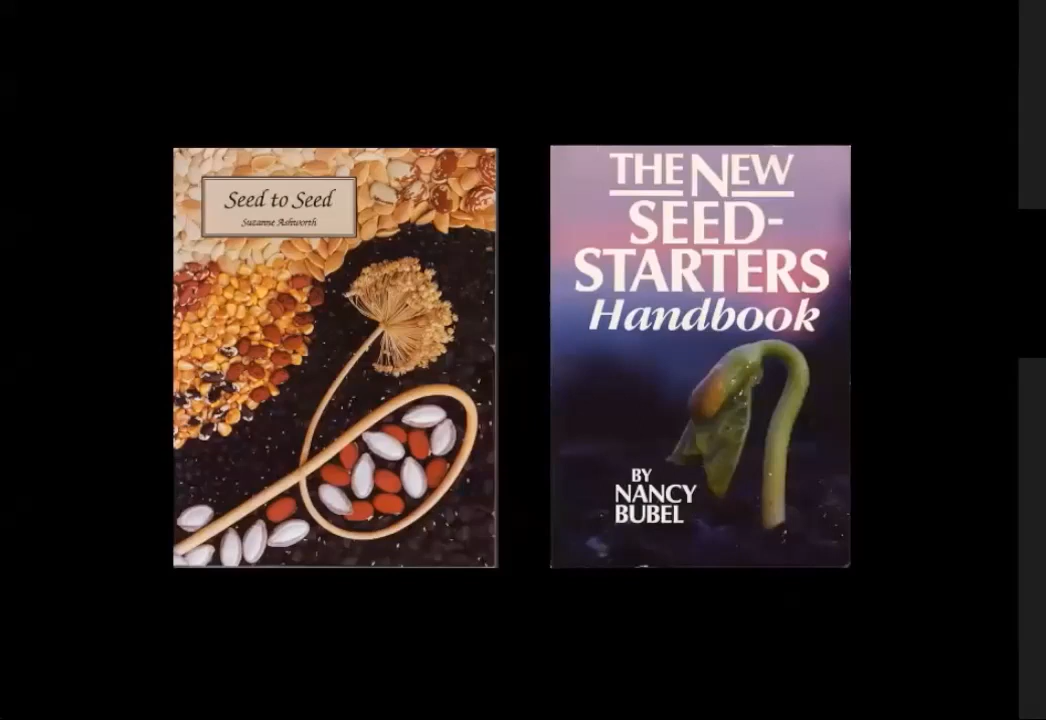 Seed to Seed
Suzanne Ashworth
THE NEW
SEED-
STARTERS
Handbook
BY
NANCY
BUBEL